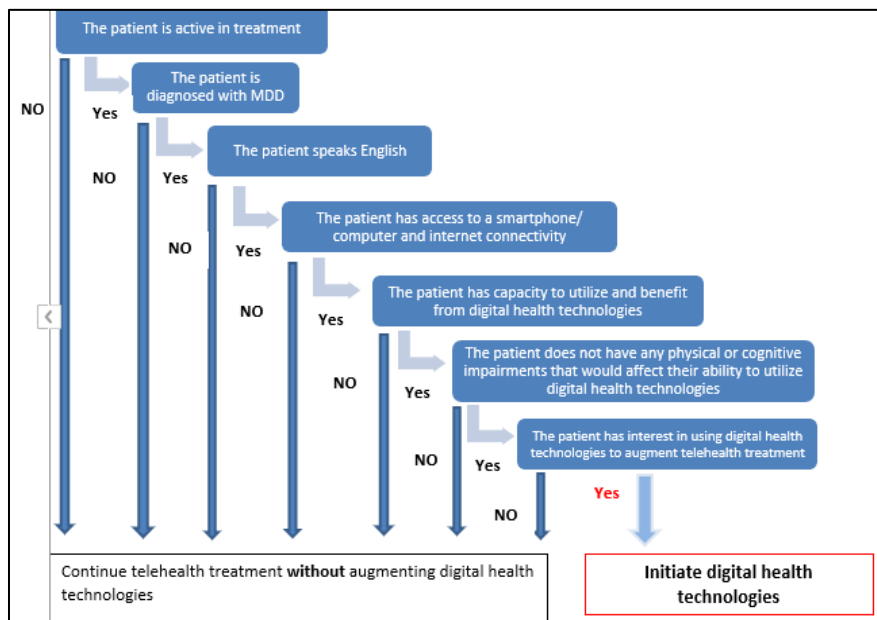 The patient is active in treatment
The patient is
diagnosed with MDD
NO
Yes
The patient speaks English
NO
Yes
The patient has access to a smartphone/
computer and internet connectivity
NO
Yes
The patient has capacity to utilize and benefit
from digital health technologies
NO
Yes
The patient does not have any physical or cognitive
impairments that would affect their ability to utilize
digital health technologies
NO
Yes
The patient has interest in using digital health
technologies to augment telehealth treatment
NO
Yes
NO
Yes
Continue telehealth treatment without augmenting digital health
technologies
Initiate digital health
technologies